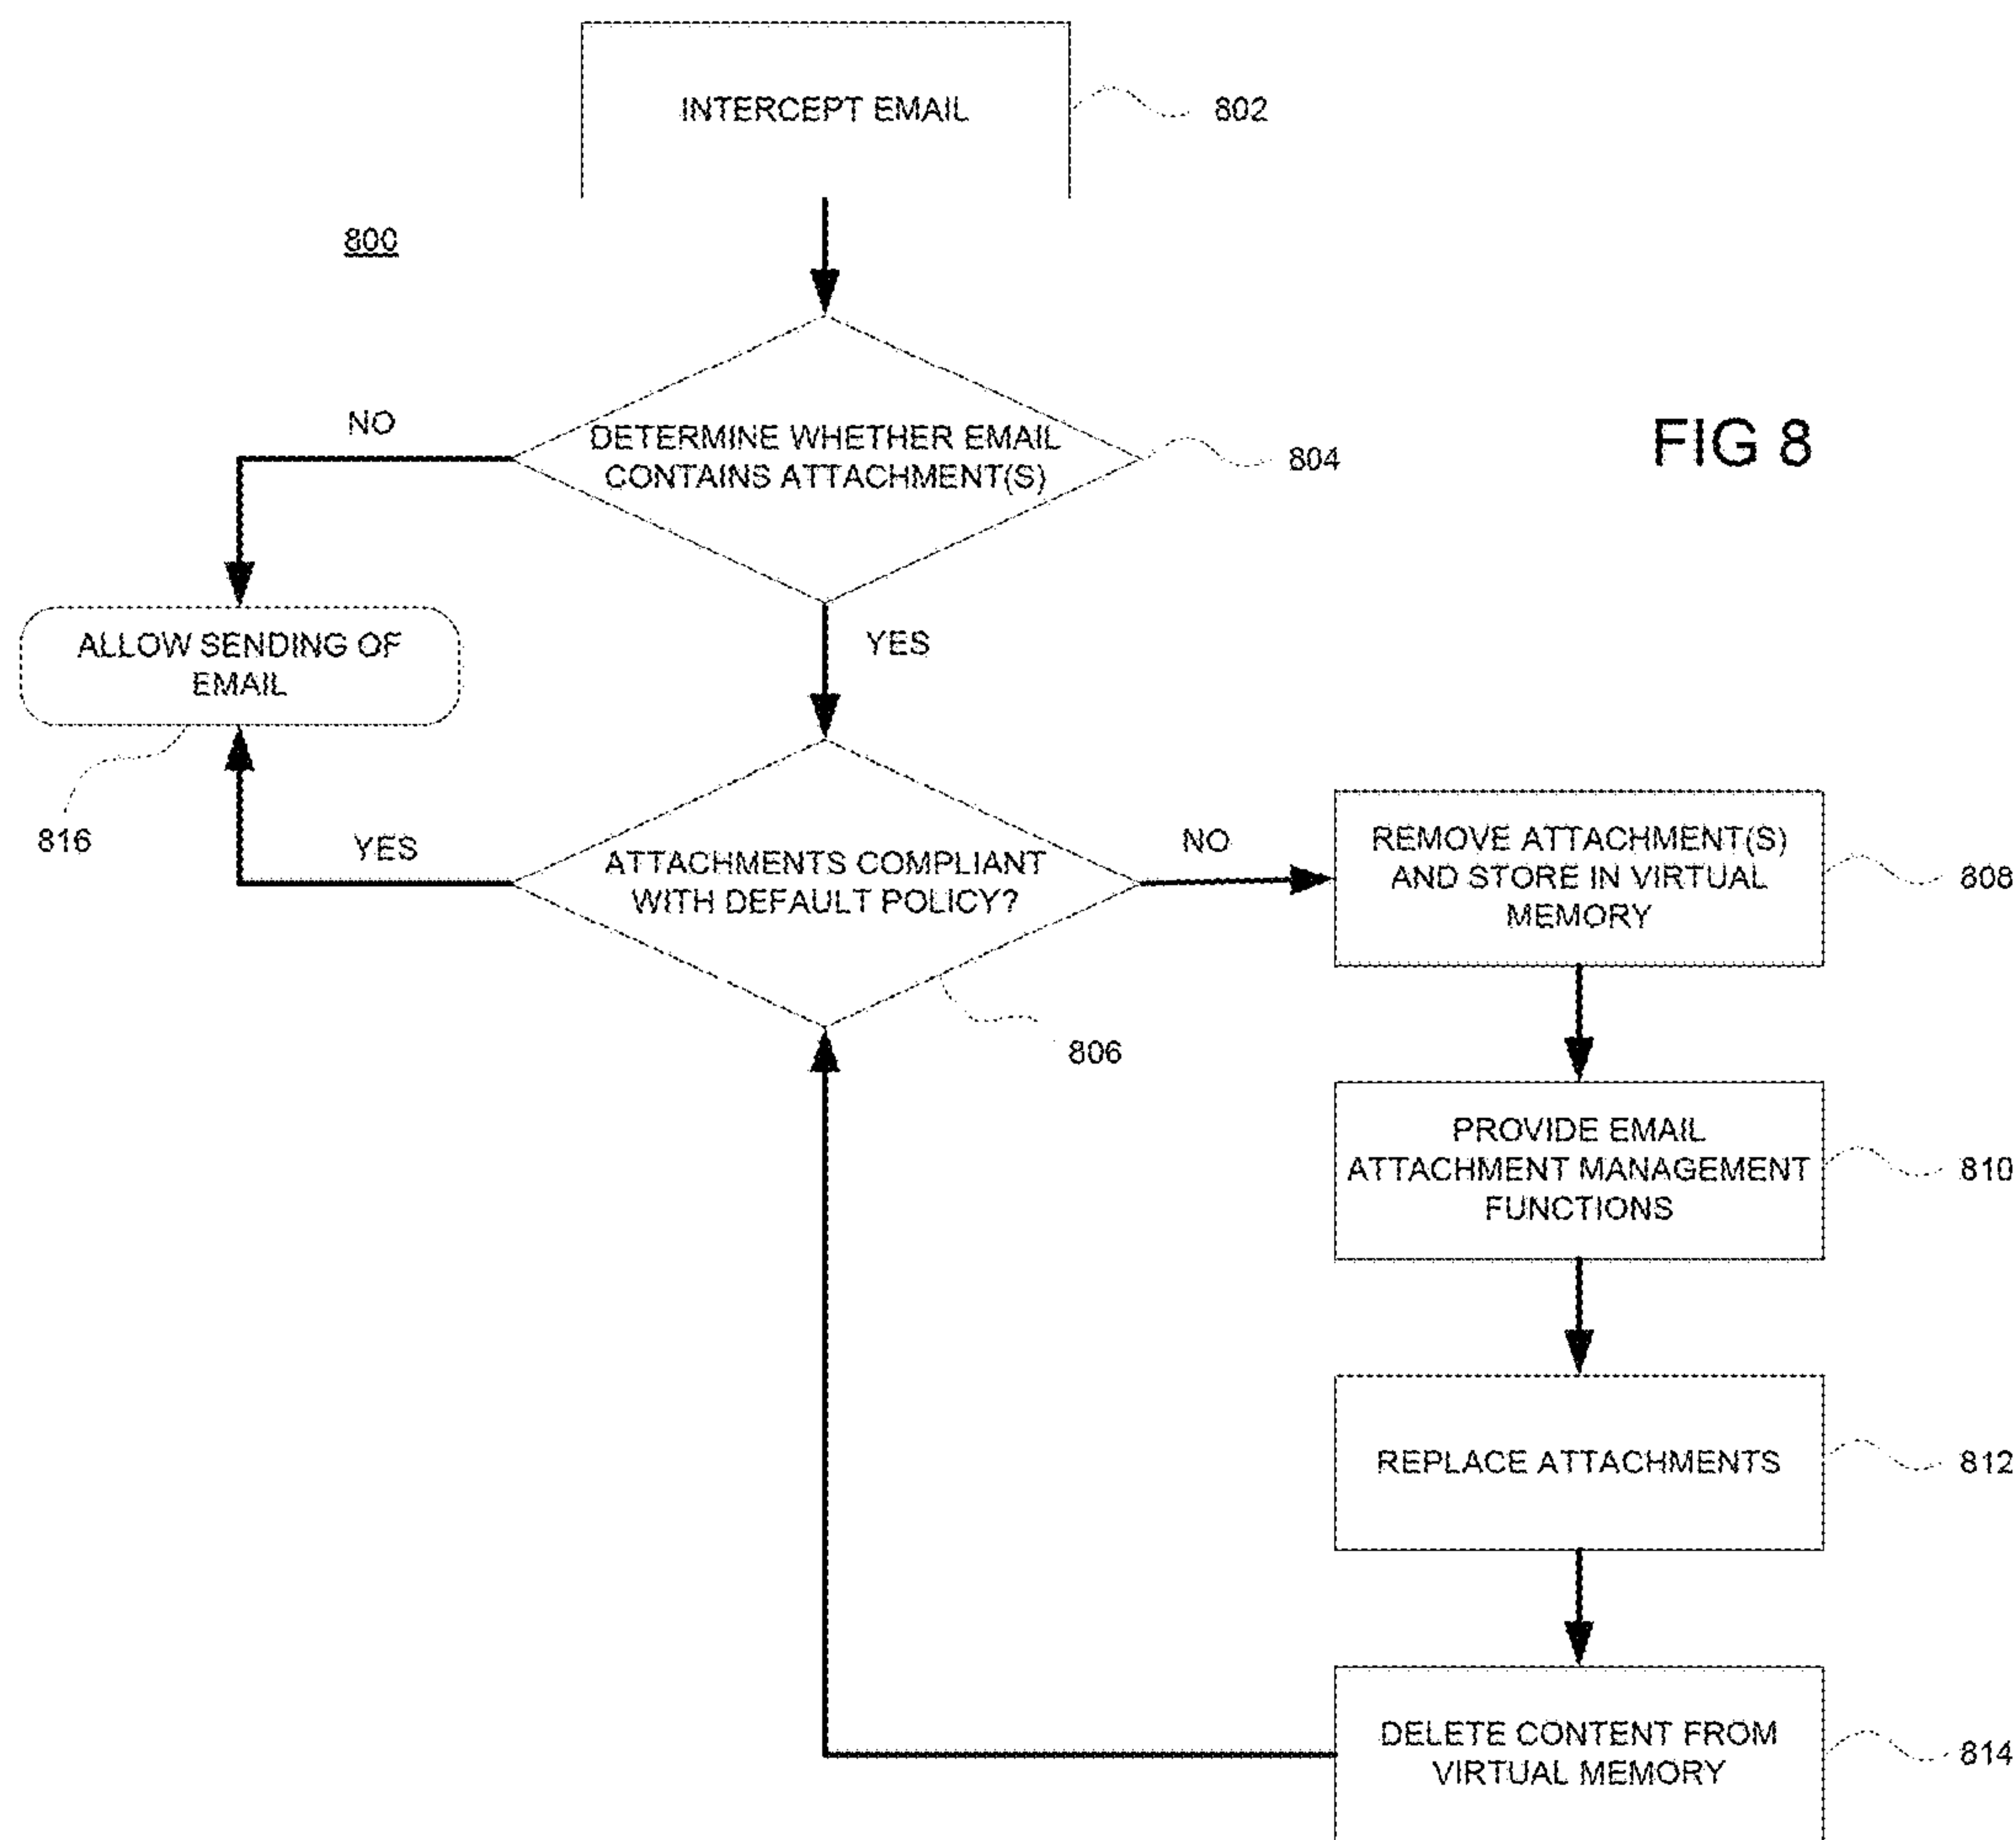 INTERCEPT EMAIL
802
800
DETERMINE WHETHER EMAIL
CONTAINS ATTACHMENT(S)
804
NO
FIG 8
ALLOW SENDING OF
EMAIL
816
YES
YES
ATTACHMENTS COMPLIANT
WITH DEFAULT POLICY?
806
NO
REMOVE ATTACHMENT(S)
AND STORE IN VIRTUAL
MEMORY
808
PROVIDE EMAIL
ATTACHMENT MANAGEMENT
FUNCTIONS
810
REPLACE ATTACHMENTS
812
DELETE CONTENT FROM
VIRTUAL MEMORY
814